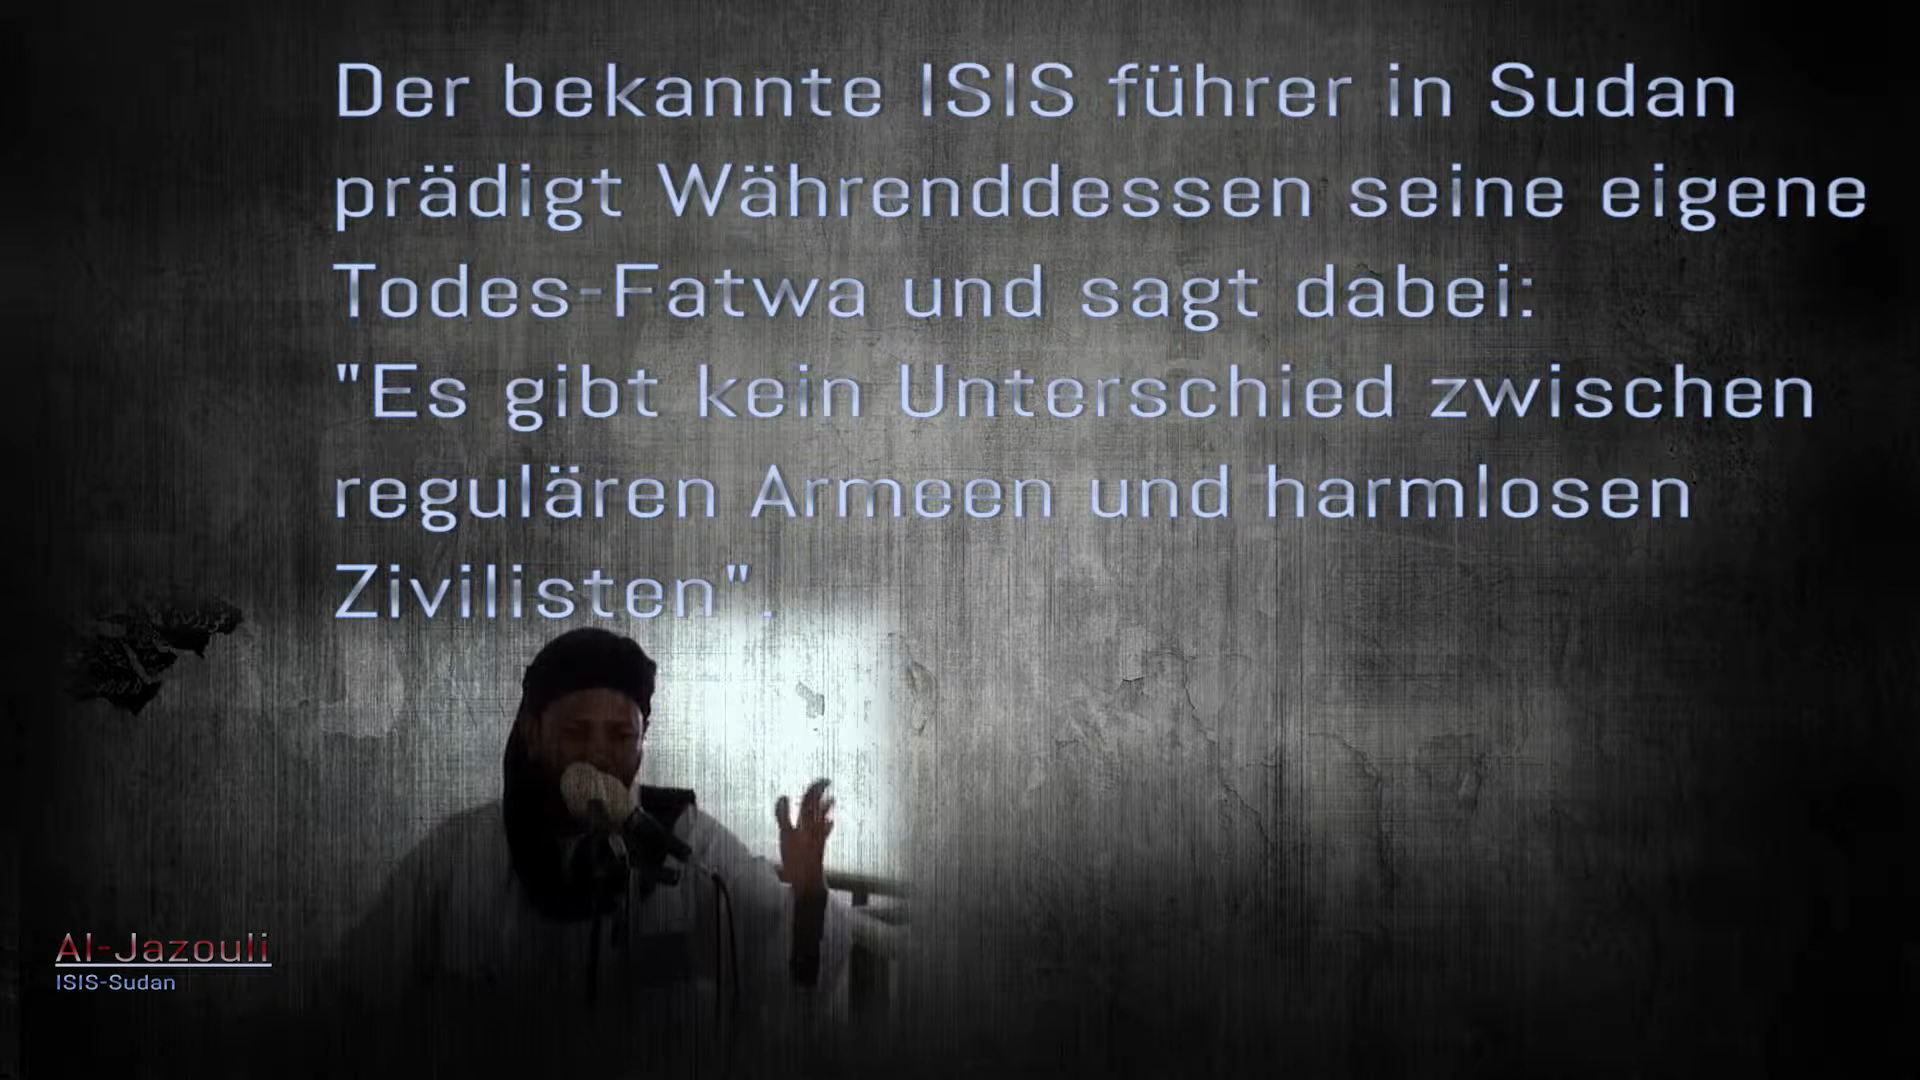 Der bekannte ISIS führer in Sudan
prädigt Währenddessen seine eigene
Todes-Fatwa und sagt dabei:
"Es gibt kein Unterschied zwischen
regulären Armeen und harmlosen
Zivilisten".
Al-Jazouli
ISIS-Sudan